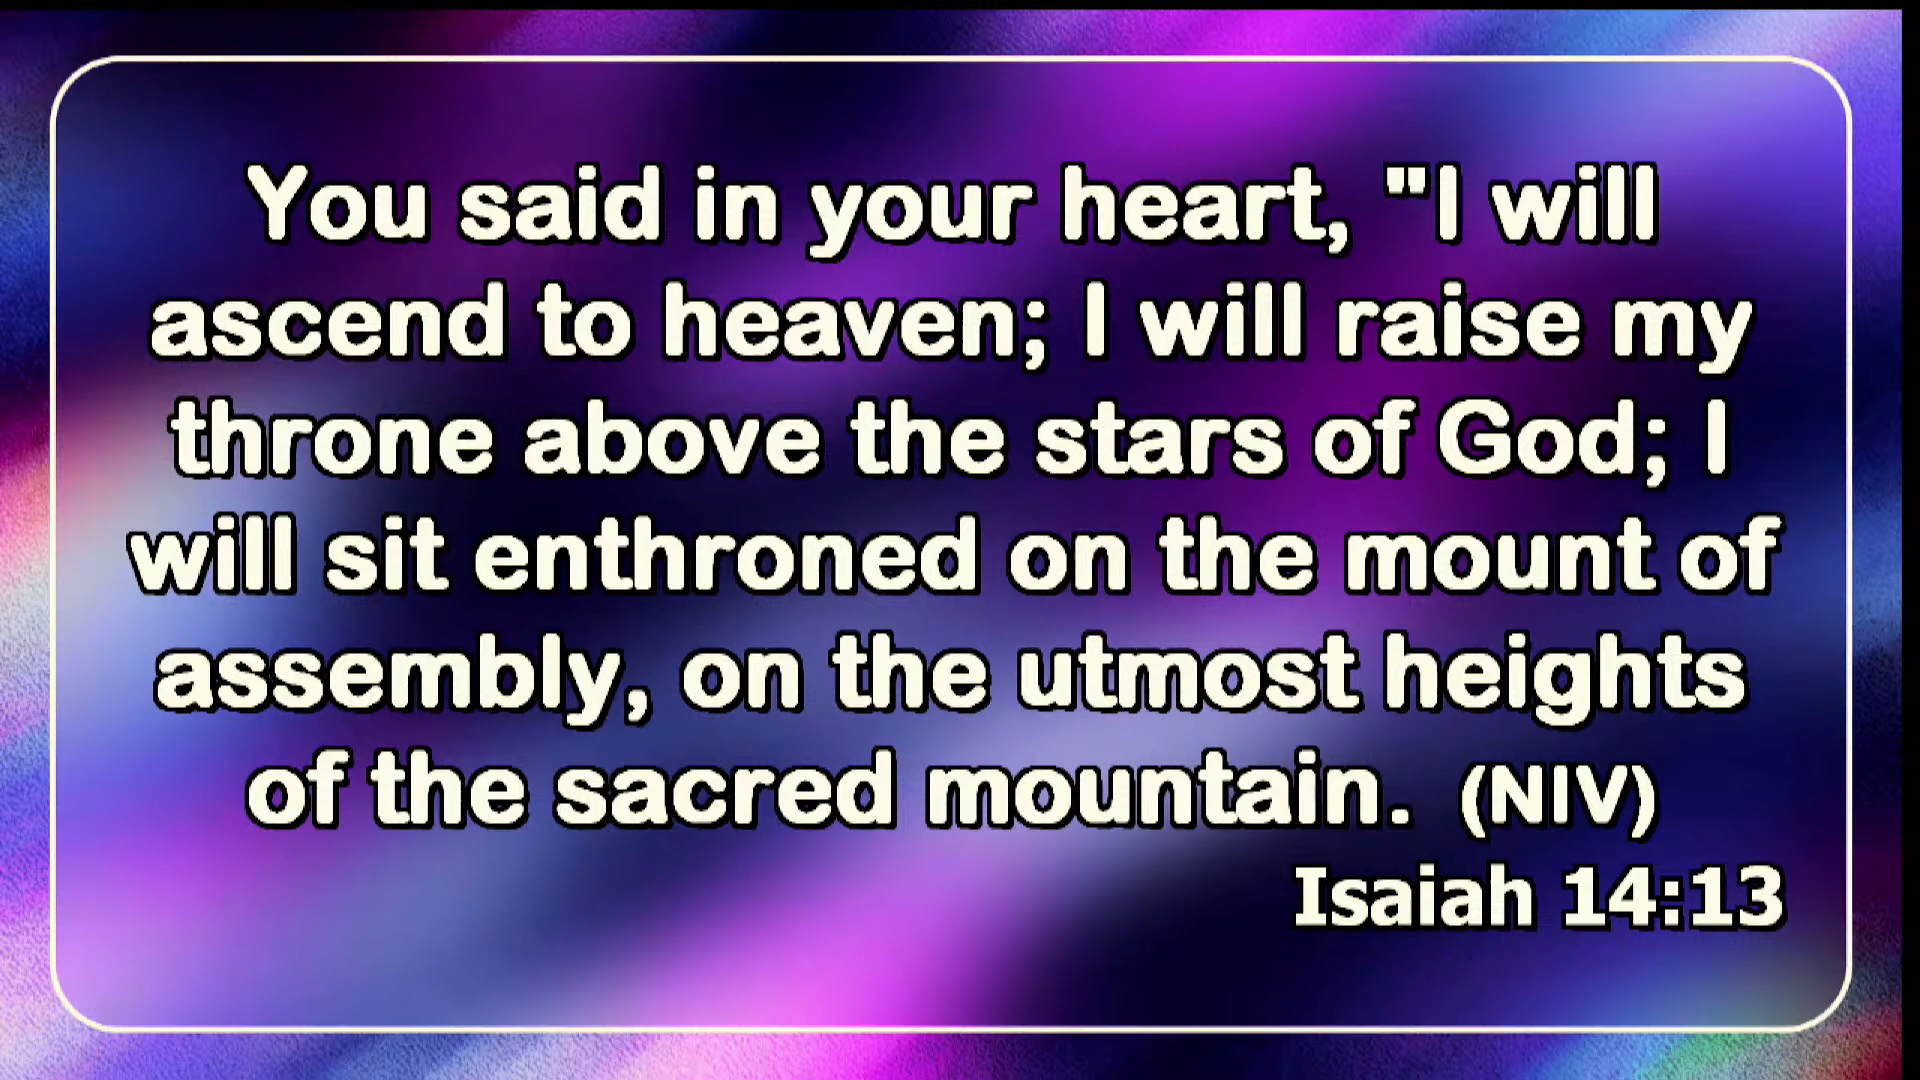 You said in your heart, "I will
ascend to heaven; I will raise my
throne above the stars of God; I
will sit enthroned on the mount of
assembly, on the utmost heights
of the sacred mountain. (NIV)
Isaiah 14:13